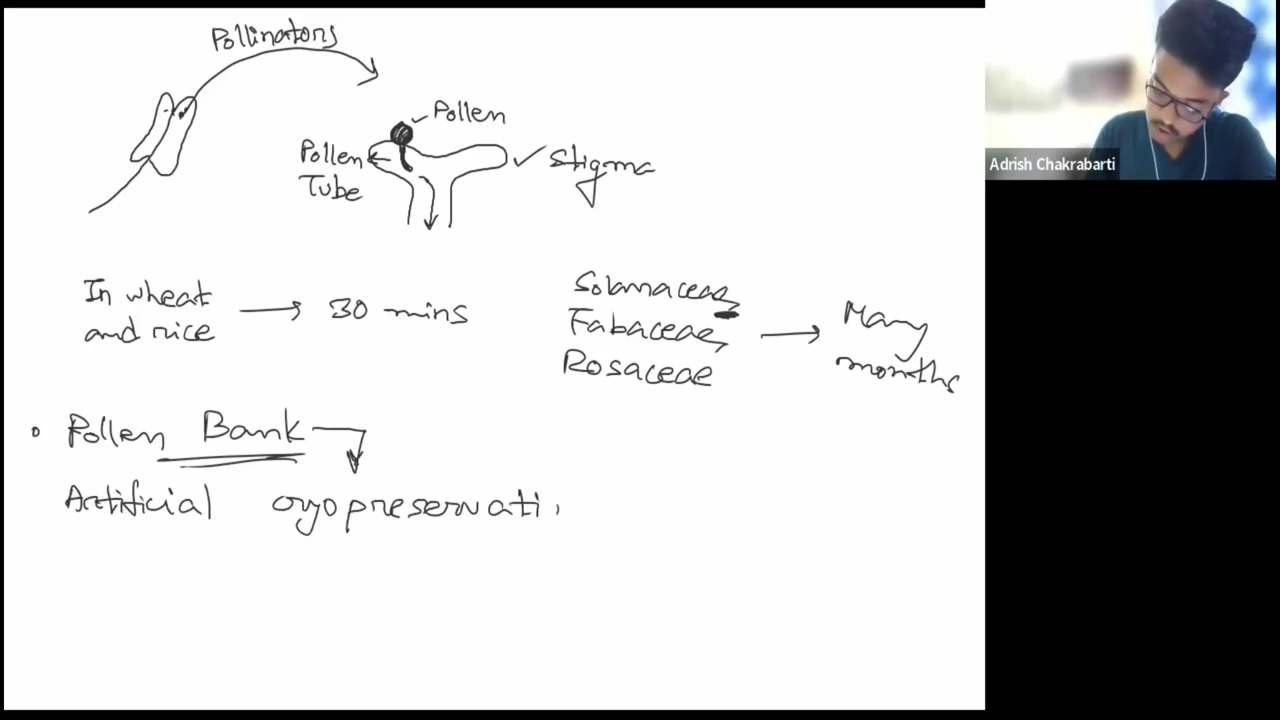 Pollinators
Pollen
Pollen
Tube
Stigma
In wheat
and rice
30 mins
Solanaceae
Fabaceae
Rosaceae
Many
months
Pollen Bank
Artificial cryopreservati
Adrish Chakrabarti